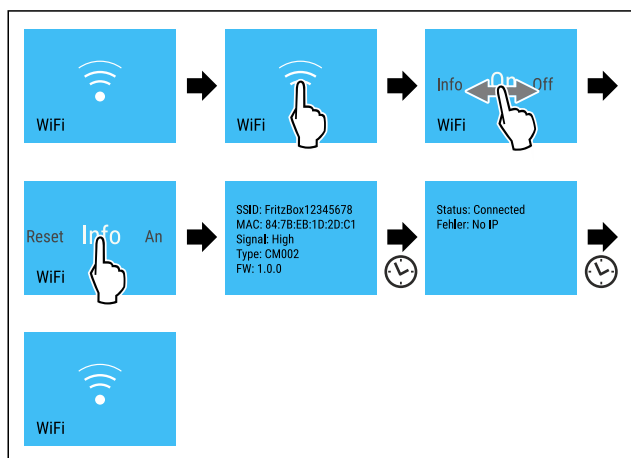 WiFi
WiFi
Info On Off
WiFi
Reset Info An
WiFi
SSID: FritzBox12345678
MAC: 84:7B:EB:1D:2D:C1
Signal: High
Type: CM002
FW: 1.0.0
Status: Connected
Fehler: No IP
WiFi